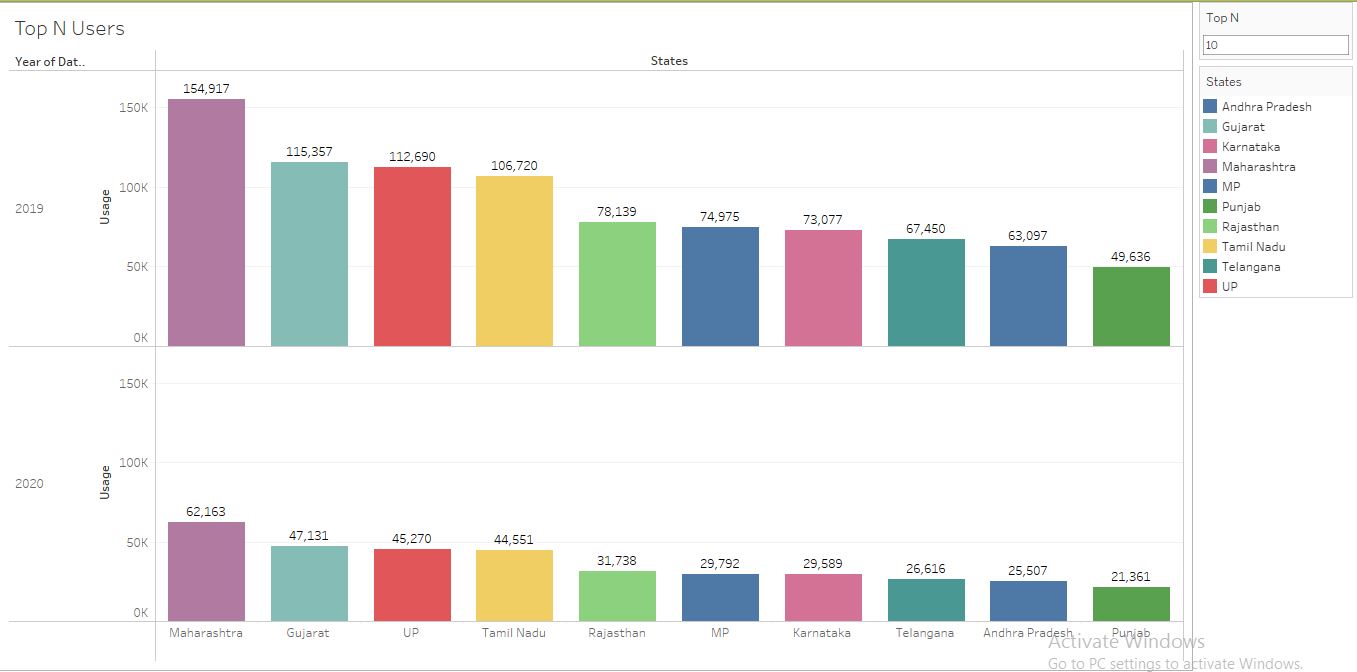 Top N Users
Year of Dat..
States
2019
Usage
150K
100K
50K
0K
154,917
115,357
112,690
106,720
78,139
74,975
73,077
67,450
63,097
49,636
2020
Usage
150K
100K
50K
0K
62,163
47,131
45,270
44,551
31,738
29,792
29,589
26,616
25,507
21,361
Maharashtra
Gujarat
UP
Tamil Nadu
Rajasthan
MP
Karnataka
Telangana
Andhra Pradesh
Punjab
Top N
10
States
Andhra Pradesh
Gujarat
Karnataka
Maharashtra
MP
Punjab
Rajasthan
Tamil Nadu
Telangana
UP
Activate Windows
Go to PC settings to activate Windows.